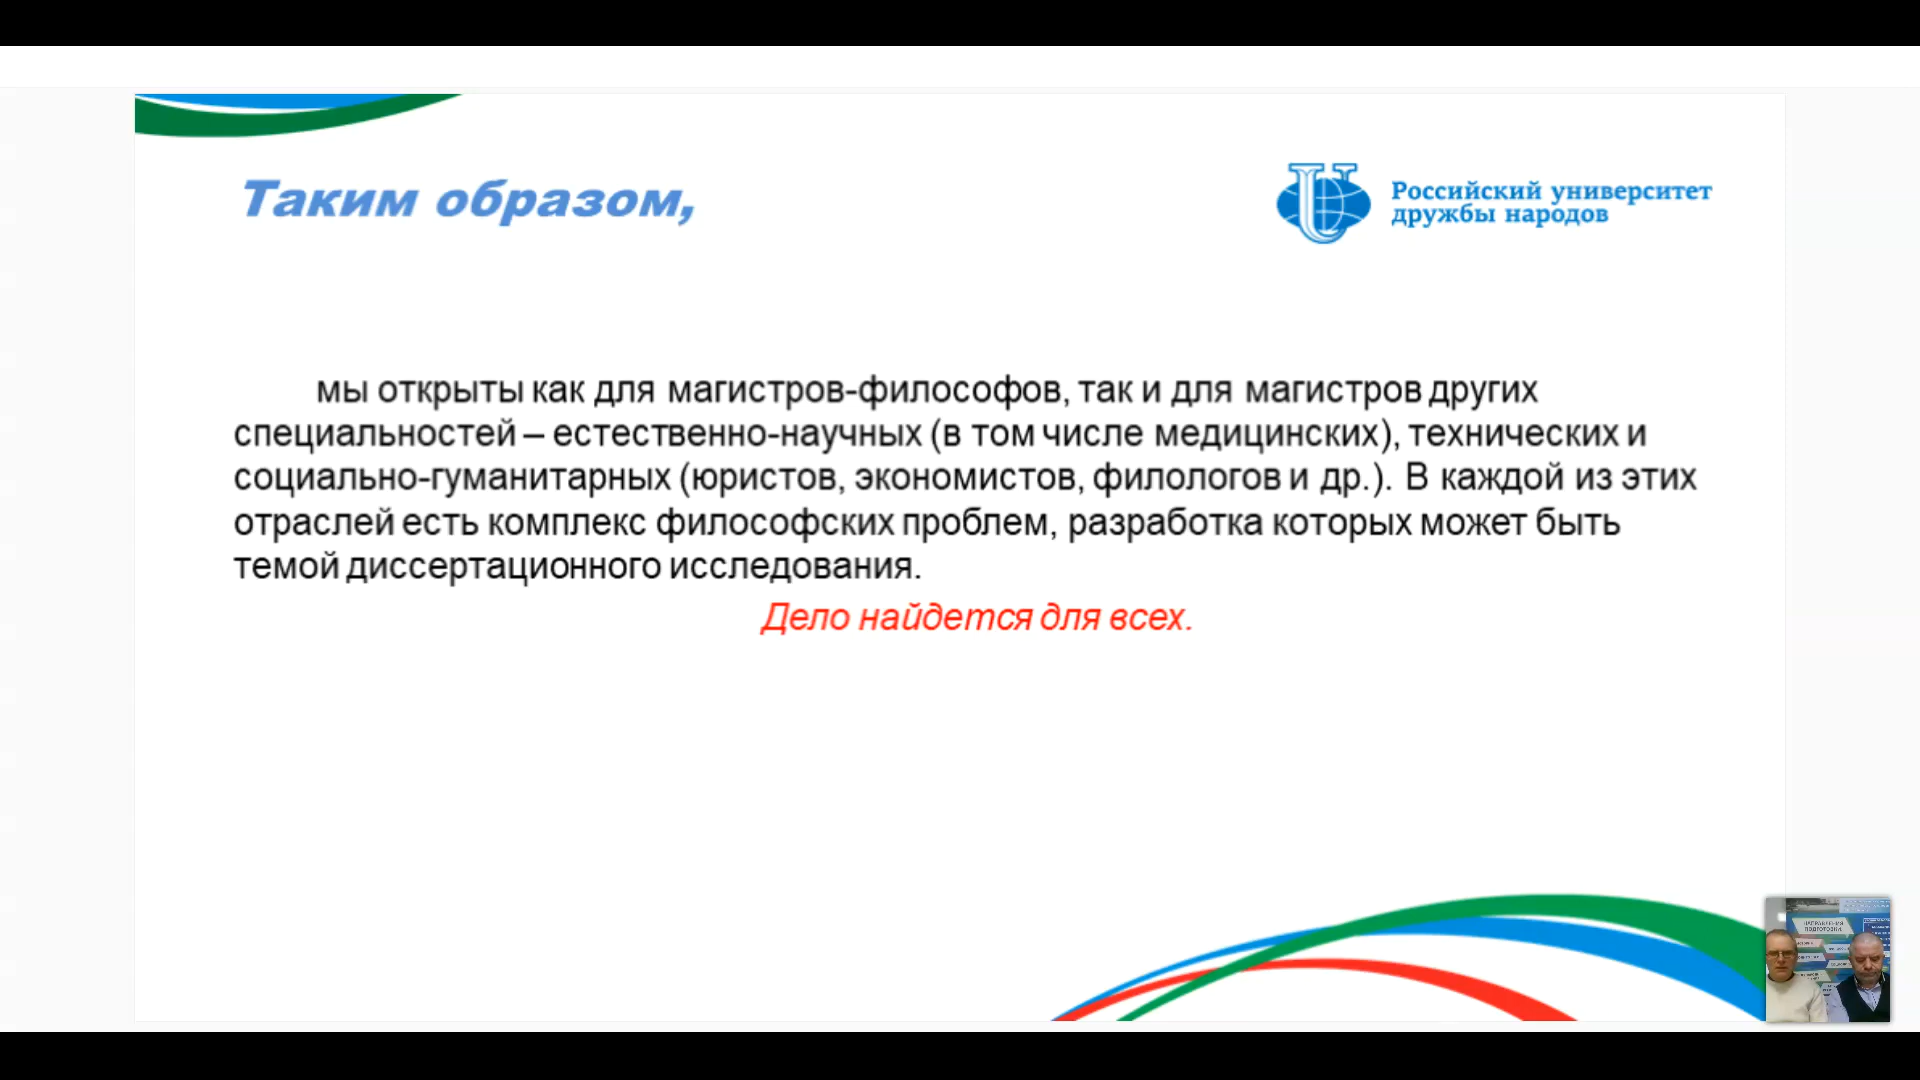 Таким образом,
Российский университет
дружбы народов
мы открыты как для магистров-философов, так и для магистров других
специальностей – естественно-научных (в том числе медицинских), технических и
социально-гуманитарных (юристов, экономистов, филологов и др.). В каждой из этих
отраслей есть комплекс философских проблем, разработка которых может быть
темой диссертационного исследования.
Дело найдется для всех.
НАПРАВЛЕНИЯ
ПОДГОТОВКИ